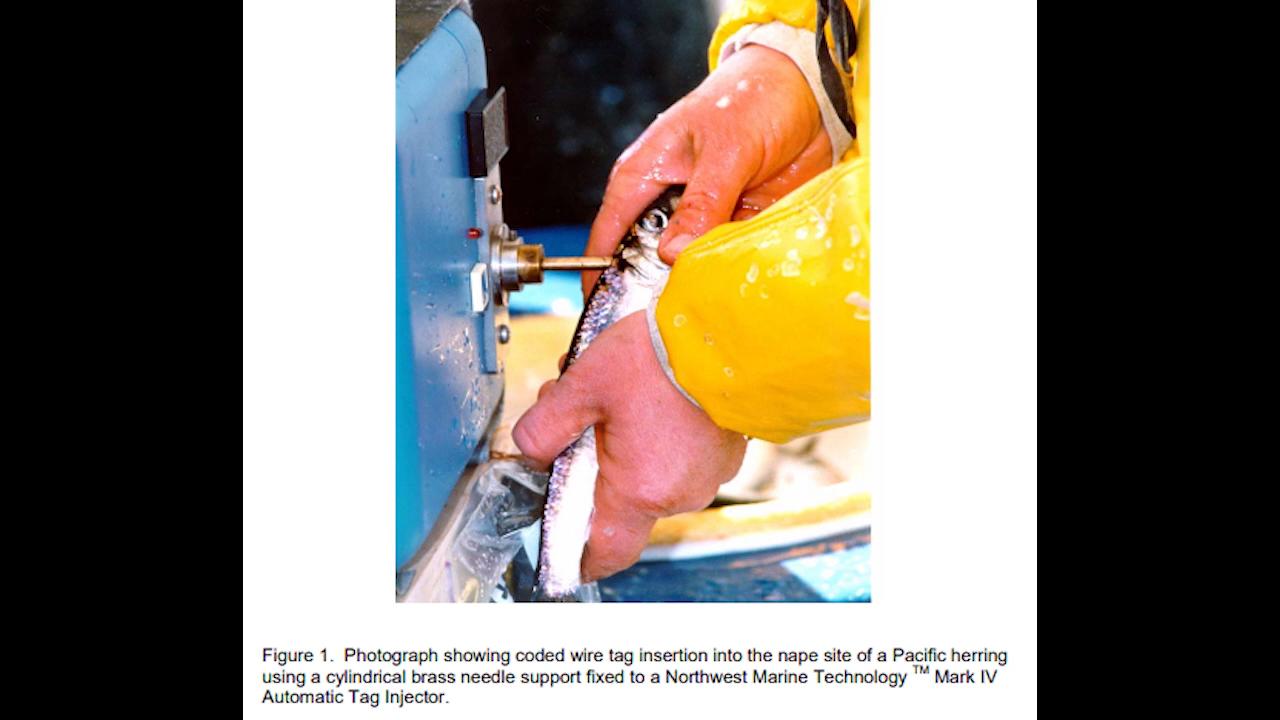 Figure 1.  Photograph showing coded wire tag insertion into the nape site of a Pacific herring
using a cylindrical brass needle support fixed to a Northwest Marine Technology TM Mark IV
Automatic Tag Injector.